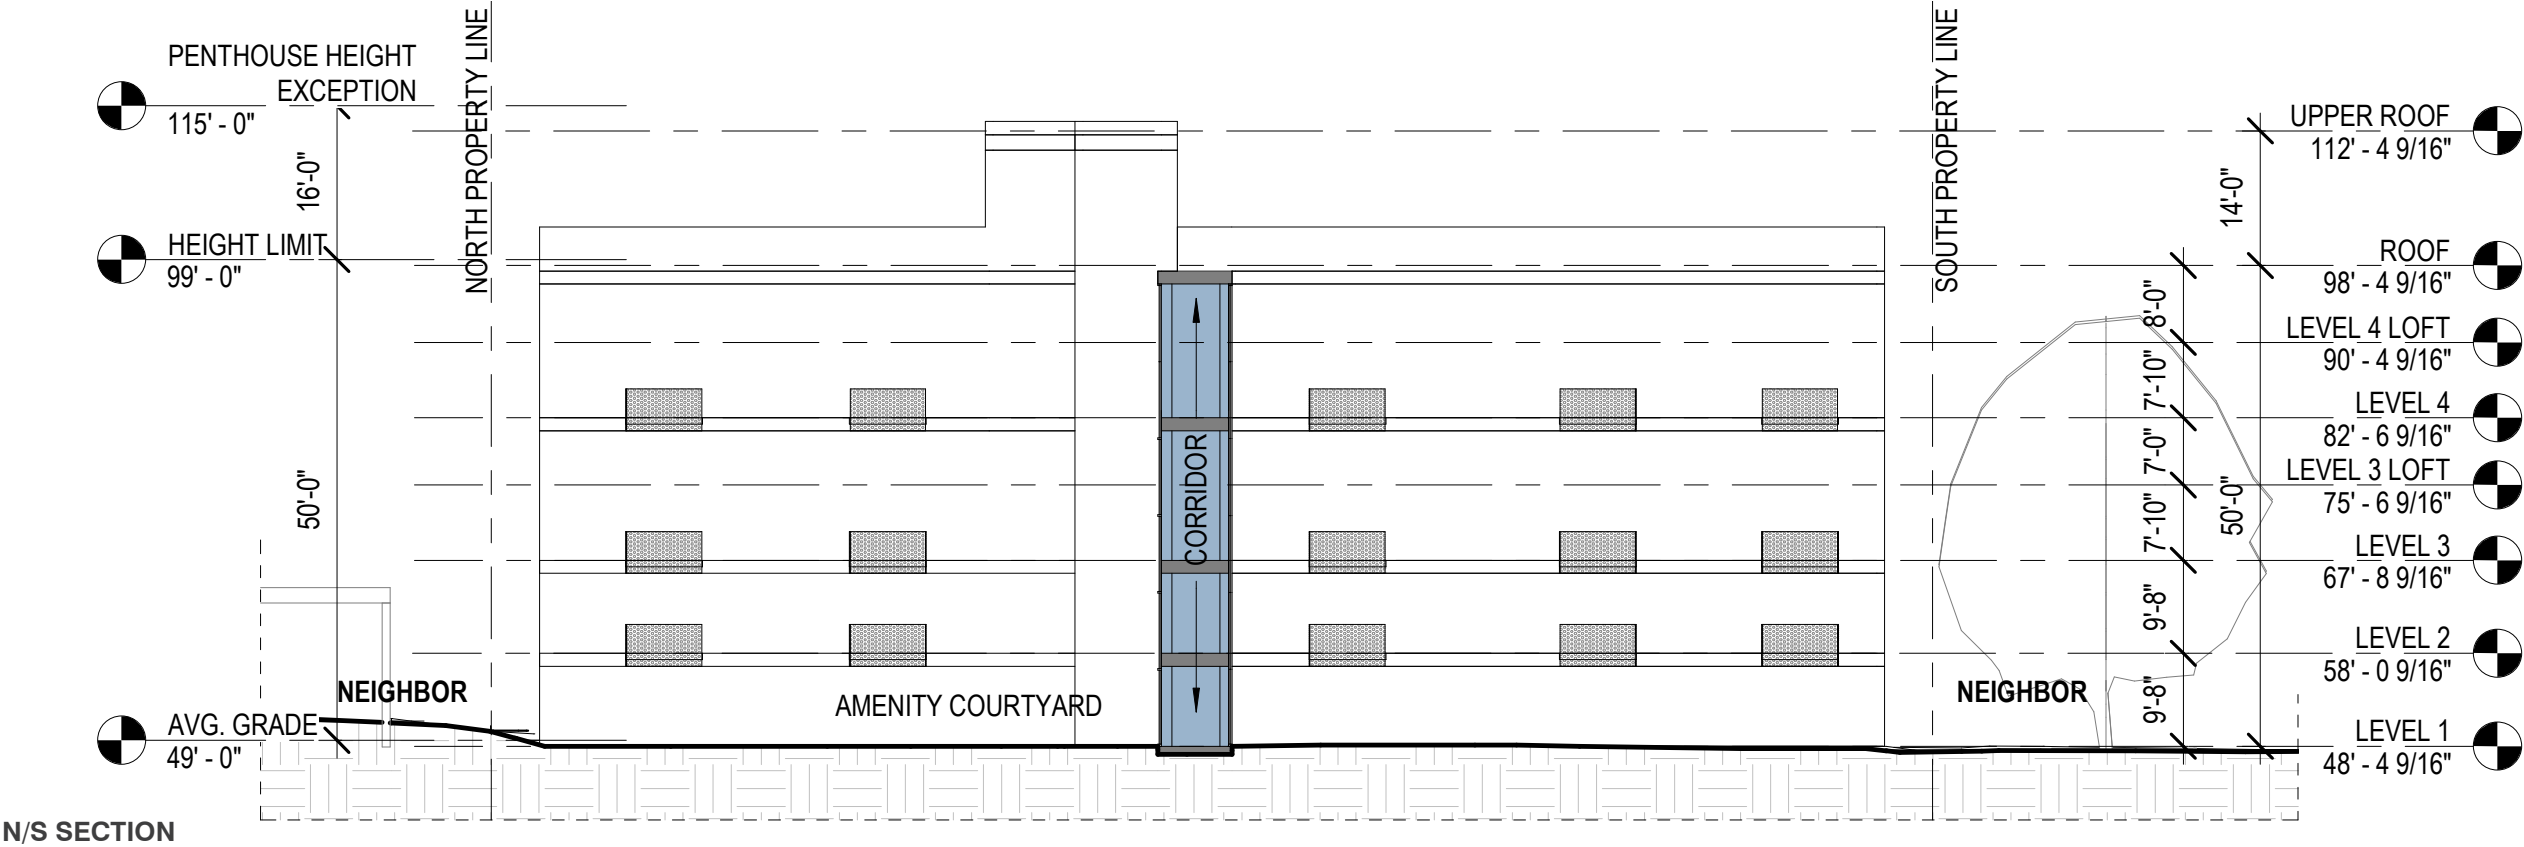 PENTHOUSE HEIGHT
EXCEPTION
115' - 0"
16'-0"
HEIGHT LIMIT
99' - 0"
50'-0"
NEIGHBOR
AVG. GRADE
49' - 0"
NORTH PROPERTY LINE
CORRIDOR
AMENITY COURTYARD
SOUTH PROPERTY LINE
NEIGHBOR
UPPER ROOF
112' - 4 9/16"
14'-0"
ROOF
98' - 4 9/16"
8'-0"
LEVEL 4 LOFT
90' - 4 9/16"
7'-10"
LEVEL 4
82' - 6 9/16"
7'-0"
LEVEL 3 LOFT
75' - 6 9/16"
50'-0"
7'-10"
LEVEL 3
67' - 8 9/16"
9'-8"
LEVEL 2
58' - 0 9/16"
9'-8"
LEVEL 1
48' - 4 9/16"
N/S SECTION